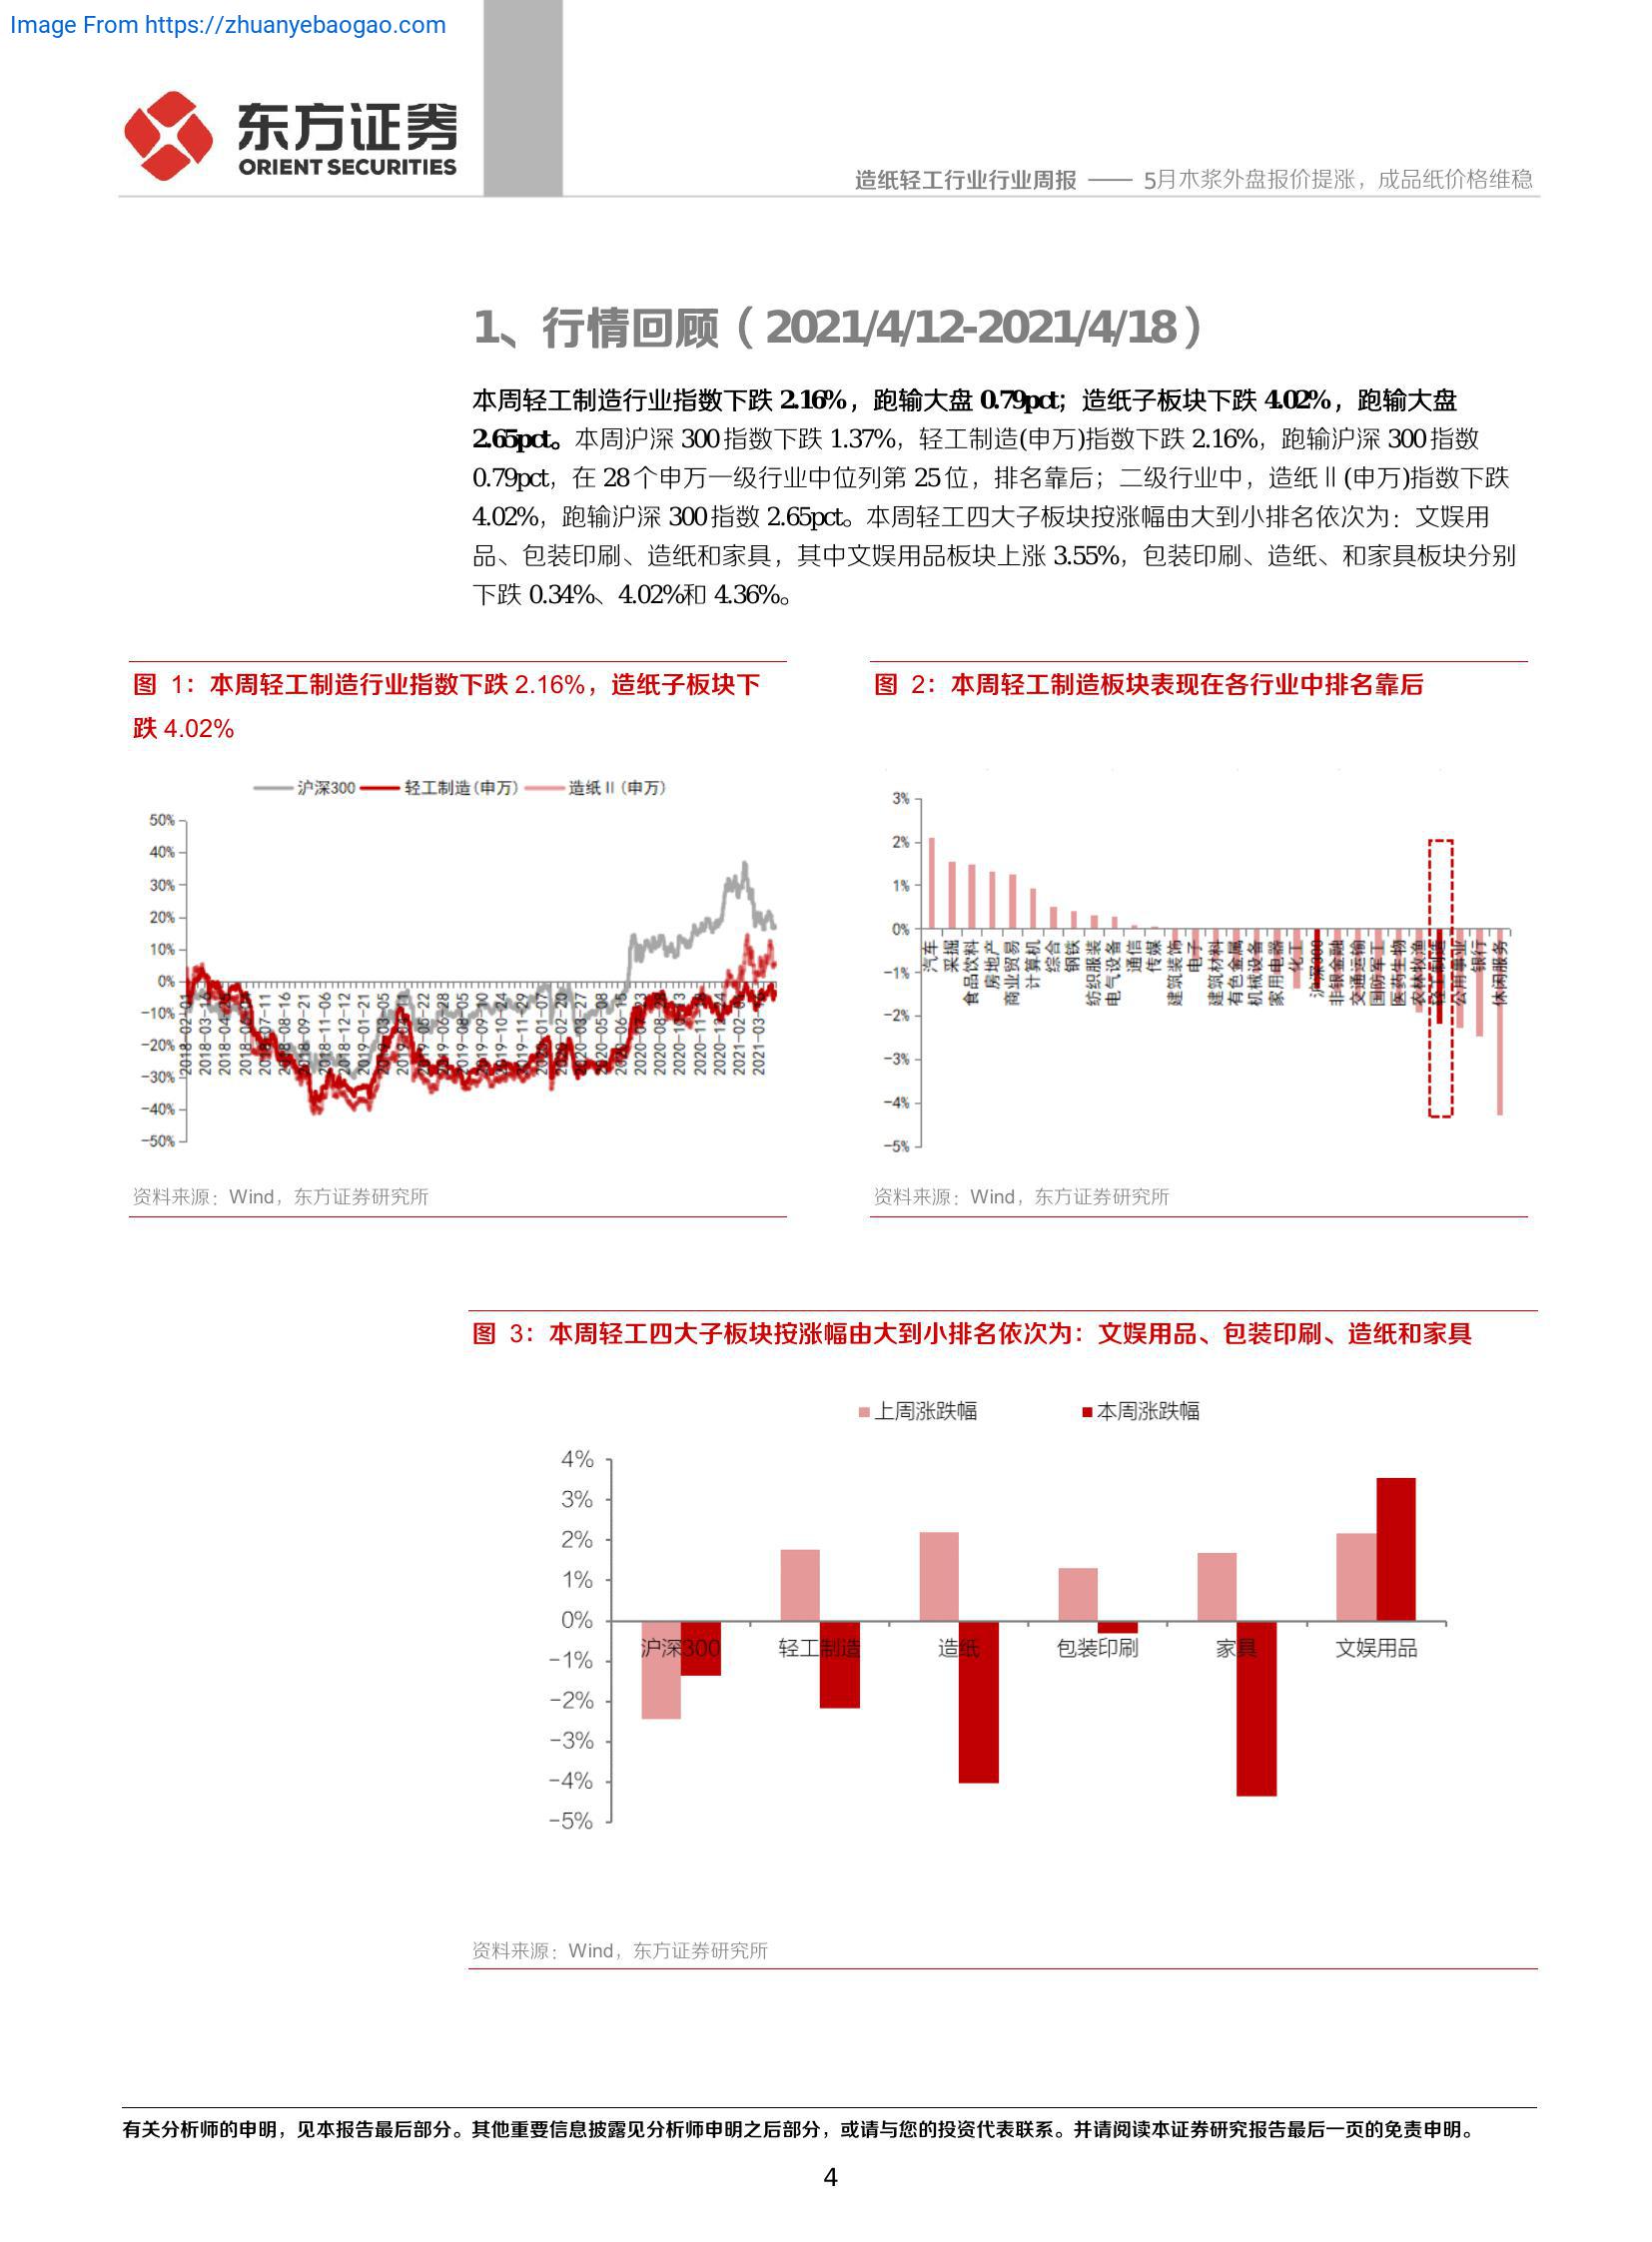 Image From https://zhuanyebaogao.com
东方证券
ORIENT SECURITIES
造纸轻工行业行业周报 —— 5月木浆外盘报价提涨，成品纸价格维稳
1、行情回顾（2021/4/12-2021/4/18）
本周轻工制造行业指数下跌 2.16%，跑输大盘 0.79pct；造纸子板块下跌 4.02%，跑输大盘
2.65pct。本周沪深 300 指数下跌 1.37%，轻工制造(申万)指数下跌 2.16%，跑输沪深 300 指数
0.79pct，在 28 个申万一级行业中位列第 25 位，排名靠后；二级行业中，造纸Ⅱ(申万)指数下跌
4.02%，跑输沪深 300 指数 2.65pct。本周轻工四大子板块按涨幅由大到小排名依次为：文娱用
品、包装印刷、造纸和家具，其中文娱用品板块上涨 3.55%，包装印刷、造纸、和家具板块分别
下跌 0.34%、4.02%和 4.36%。
图 1：本周轻工制造行业指数下跌 2.16%，造纸子板块下
跌 4.02%
沪深300 轻工制造(申万) 造纸Ⅱ(申万)
50%
40%
30%
20%
10%
0%
-10%
-20%
-30%
-40%
-50%
2018-02-01
2018-03-16
2018-07-11
2018-08-16
2018-09-21
2018-11-06
2018-12-12
2019-01-21
2019-03-05
2019-05-22
2019-06-28
2019-08-05
2019-09-10
2019-10-24
2019-11-29
2020-01-07
2020-02-20
2020-03-27
2020-05-08
2020-06-15
2020-10-13
资料来源：Wind，东方证券研究所
图 2：本周轻工制造板块表现在各行业中排名靠后
3%
2%
1%
0%
-1%
-2%
-3%
-4%
-5%
汽车
采掘
食品饮料
房地产
商业贸易
计算机
综合
钢铁
纺织服装
电气设备
通信
传媒
建筑装饰
电子
建筑材料
有色金属
机械设备
家用电器
化工
沪深300
非银金融
交通运输
国防军工
医药生物
农林牧渔
轻工制造
公用事业
银行
休闲服务
资料来源：Wind，东方证券研究所
图 3：本周轻工四大子板块按涨幅由大到小排名依次为：文娱用品、包装印刷、造纸和家具
上周涨跌幅 本周涨跌幅
4%
3%
2%
1%
0%
-1%
-2%
-3%
-4%
-5%
沪深300 轻工制造 造纸 包装印刷 家具 文娱用品
资料来源：Wind，东方证券研究所
有关分析师的申明，见本报告最后部分。其他重要信息披露见分析师申明之后部分，或请与您的投资代表联系。并请阅读本证券研究报告最后一页的免责申明。
4